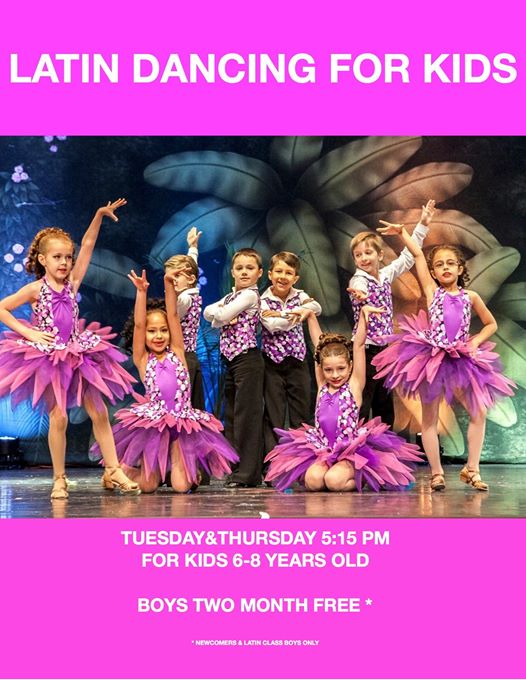 LATIN DANCING FOR KIDS
TUESDAY&THURSDAY 5:15 PM
FOR KIDS 6-8 YEARS OLD
BOYS TWO MONTH FREE *
* NEWCOMERS & LATIN CLASS BOYS ONLY